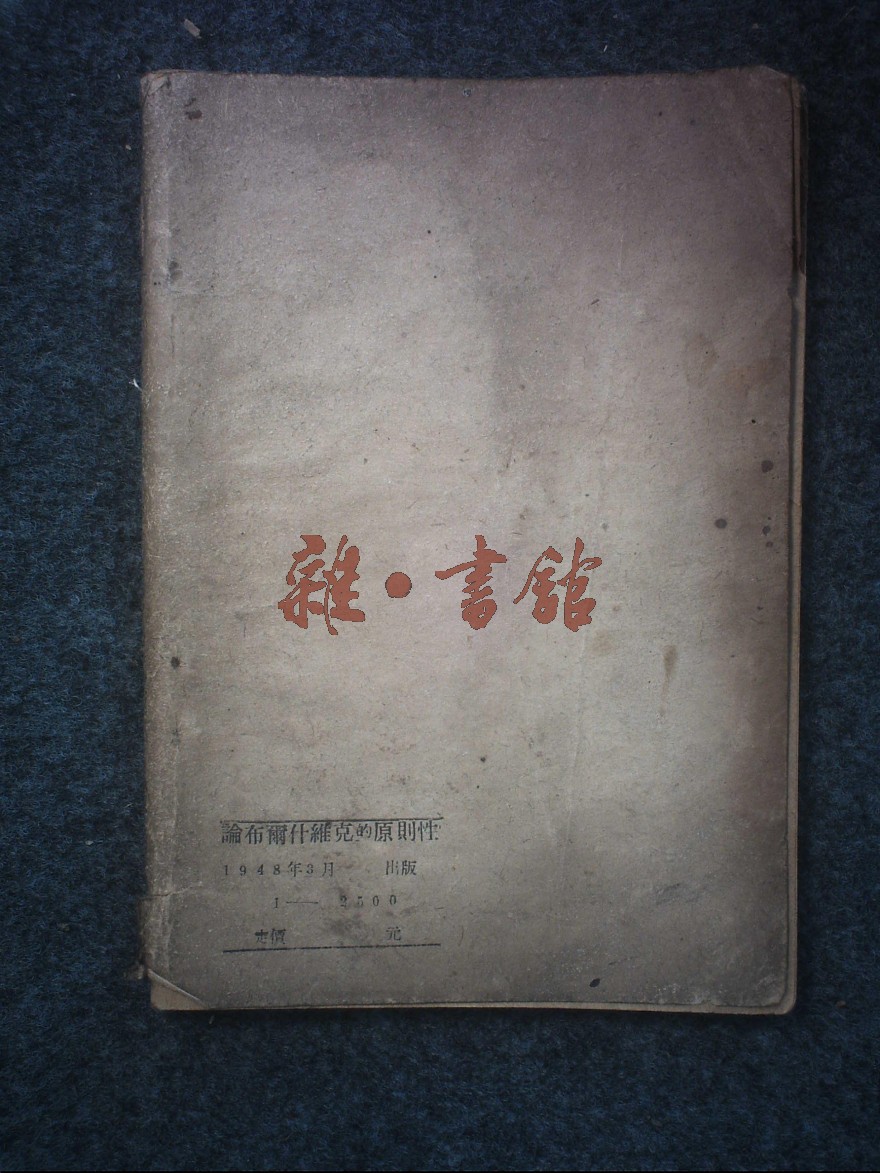 雜·書館
論布爾什維克的原則性
1948年3月 出版
1—2500
定價 元